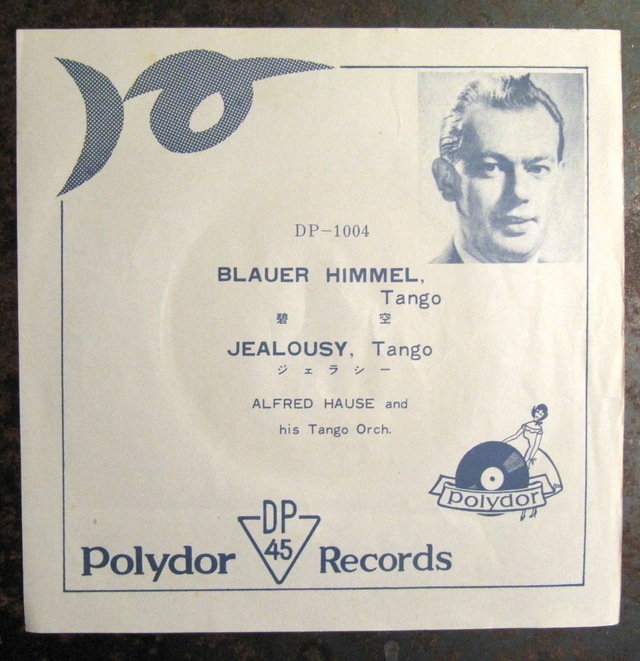 DP-1004
BLAUER HIMMEL,
Tango
碧 空
JEALOUSY, Tango
ジェラシー
ALFRED HAUSE and
his Tango Orch.
polydor
DP
45
Polydor Records